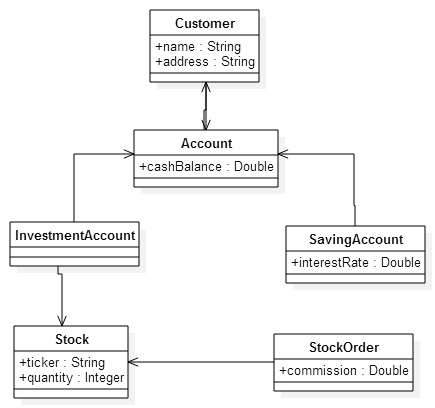 Customer
+name : String
+address : String
Account
+cashBalance : Double
InvestmentAccount
SavingAccount
+interestRate : Double
Stock
+ticker : String
+quantity : Integer
StockOrder
+commission : Double